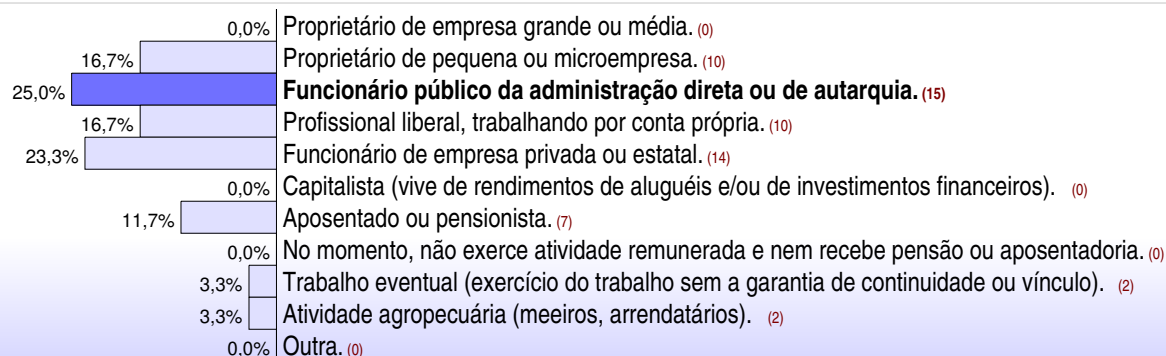 0,0% Proprietário de empresa grande ou média. (0)
16,7% Proprietário de pequena ou microempresa. (10)
25,0% Funcionário público da administração direta ou de autarquia. (15)
16,7% Profissional liberal, trabalhando por conta própria. (10)
23,3% Funcionário de empresa privada ou estatal. (14)
0,0% Capitalista (vive de rendimentos de aluguéis e/ou de investimentos financeiros). (0)
11,7% Aposentado ou pensionista. (7)
0,0% No momento, não exerce atividade remunerada e nem recebe pensão ou aposentadoria. (0)
3,3% Trabalho eventual (exercício do trabalho sem a garantia de continuidade ou vínculo). (2)
3,3% Atividade agropecuária (meeiros, arrendatários). (2)
0,0% Outra. (0)